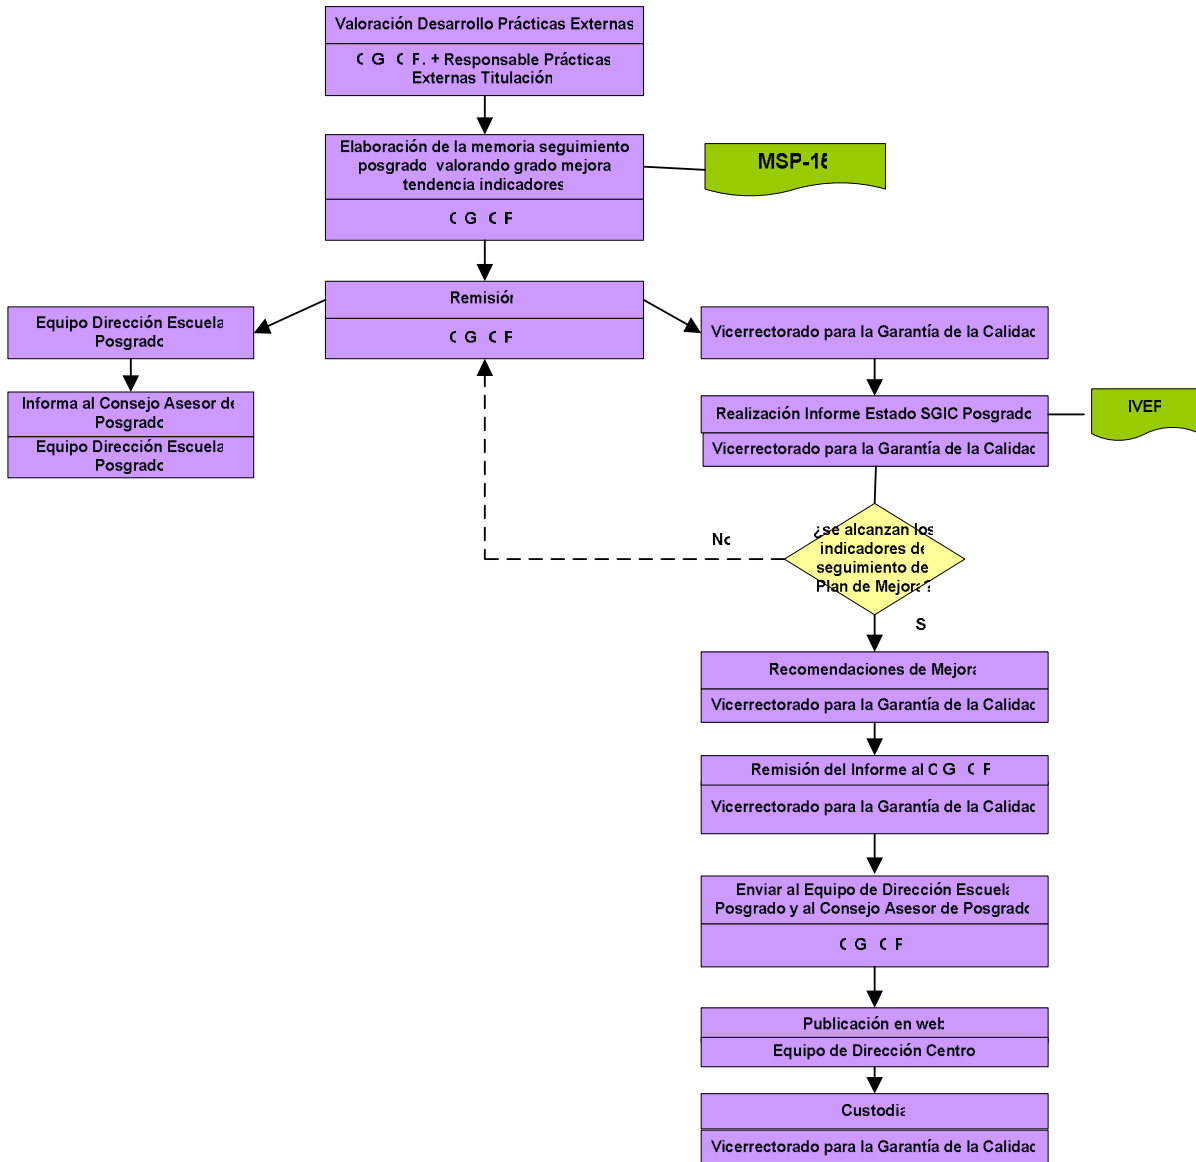 Valoración Desarrollo Prácticas Externas
C G C P. + Responsable Prácticas
Externas Titulación
Elaboración de la memoria seguimiento
posgrado valorando grado mejora
tendencia indicadores
MSP-16
C G C P
Remisión
C G C P
Equipo Dirección Escuela
Posgrado
Vicerrectorado para la Garantía de la Calidad
Informa al Consejo Asesor de
Posgrado
Equipo Dirección Escuela
Posgrado
Realización Informe Estado SGIC Posgrado
IVEP
Vicerrectorado para la Garantía de la Calidad
¿se alcanzan los
indicadores de
seguimiento de
Plan de Mejora?
No
S
Recomendaciones de Mejora
Vicerrectorado para la Garantía de la Calidad
Remisión del Informe al C G C P
Vicerrectorado para la Garantía de la Calidad
Enviar al Equipo de Dirección Escuela
Posgrado y al Consejo Asesor de Posgrado
C G C P
Publicación en web
Equipo de Dirección Centro
Custodia
Vicerrectorado para la Garantía de la Calidad